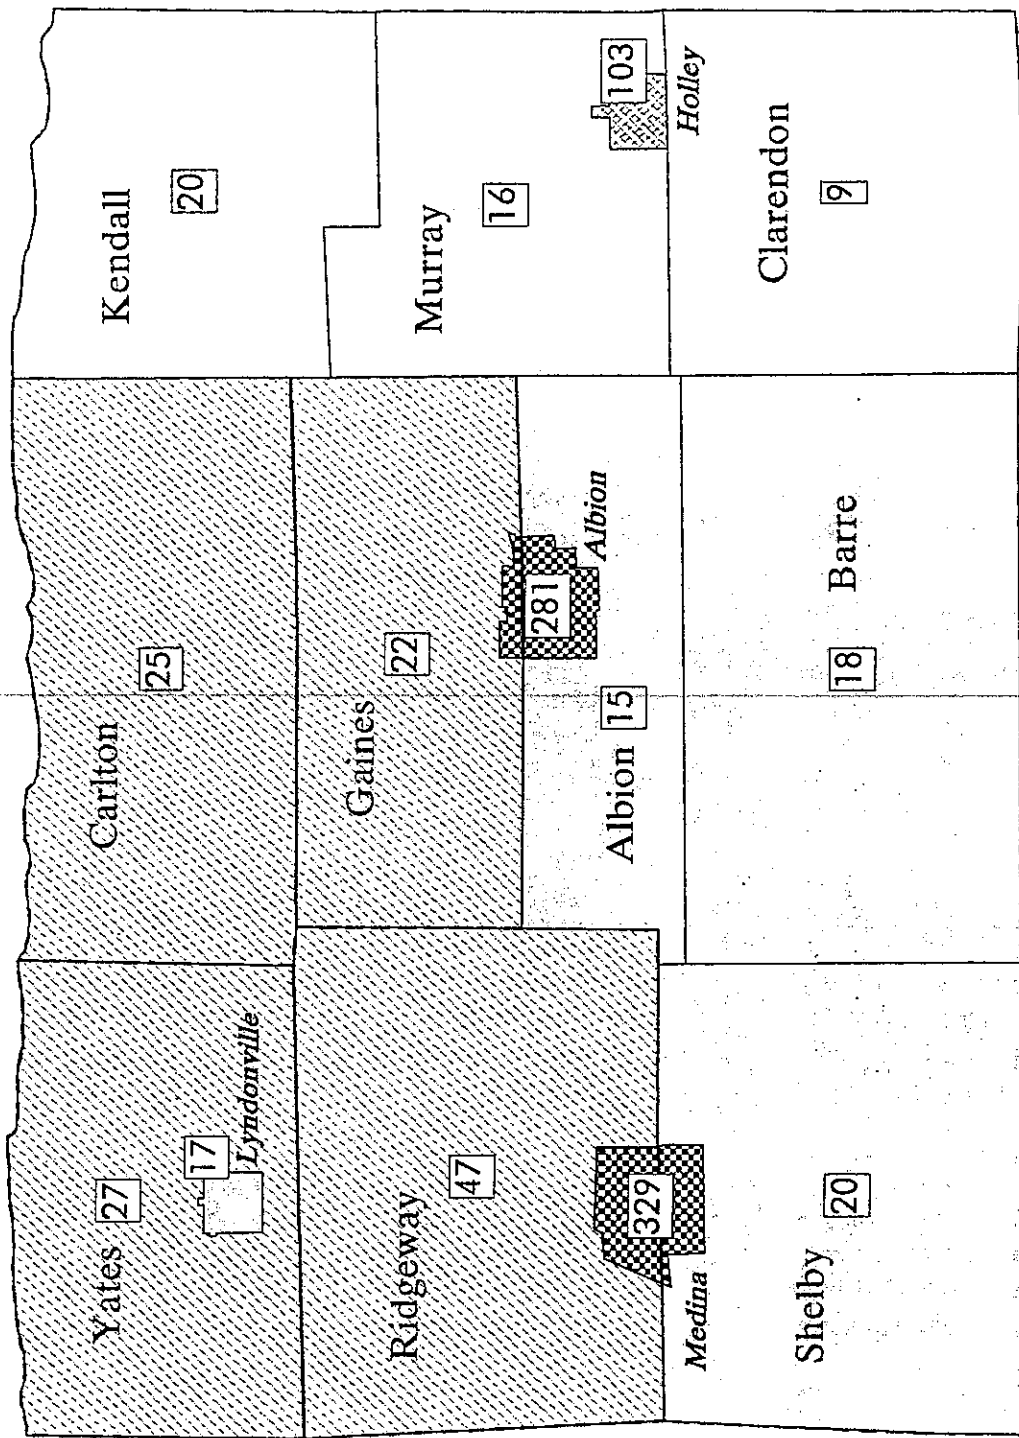 Kendall
20
Carlton
25
Yates
27
17
Lyndonville
Murray
16
103
Holley
Gaines
22
Ridgeway
47
281
Albion
Albion
15
329
Medina
Clarendon
9
Barre
18
Shelby
20